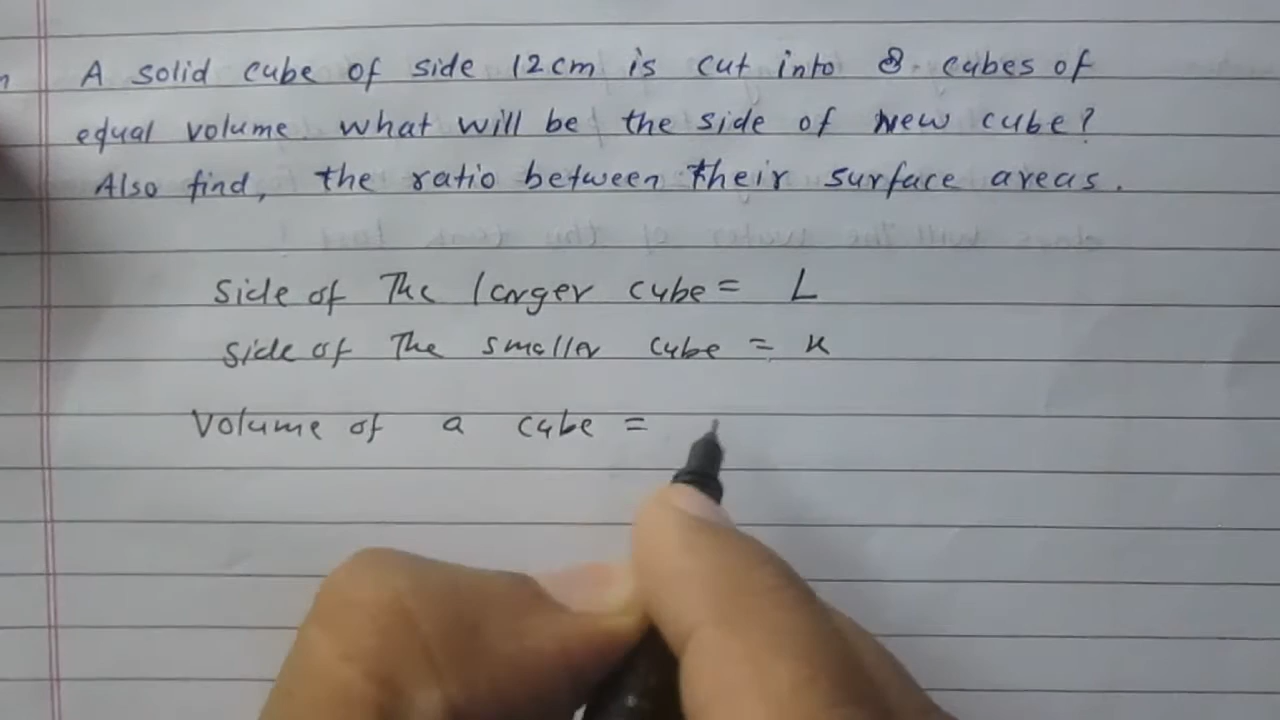 A solid cube of side 12cm is cut into 8 cubes of
equal volume what will be the side of new cube?
Also find, the ratio between their surface areas.
Side of The larger cube = L
Side of The smaller cube = x
Volume of a cube =